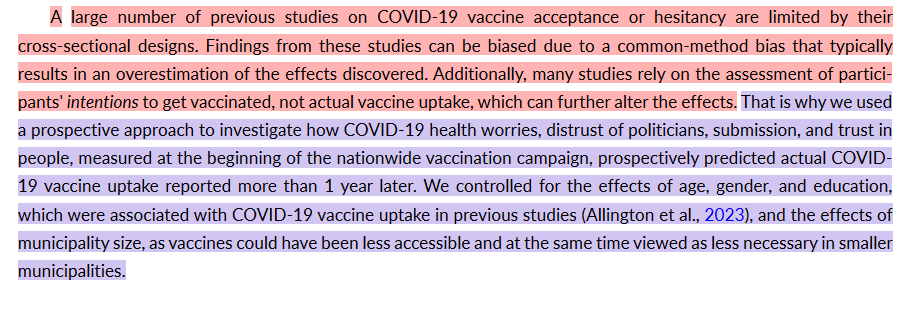 A large number of previous studies on COVID-19 vaccine acceptance or hesitancy are limited by their
cross-sectional designs. Findings from these studies can be biased due to a common-method bias that typically
results in an overestimation of the effects discovered. Additionally, many studies rely on the assessment of partici-
pants' intentions to get vaccinated, not actual vaccine uptake, which can further alter the effects. That is why we used
a prospective approach to investigate how COVID-19 health worries, distrust of politicians, submission, and trust in
people, measured at the beginning of the nationwide vaccination campaign, prospectively predicted actual COVID-
19 vaccine uptake reported more than 1 year later. We controlled for the effects of age, gender, and education,
which were associated with COVID-19 vaccine uptake in previous studies (Allington et al., 2023), and the effects of
municipality size, as vaccines could have been less accessible and at the same time viewed as less necessary in smaller
municipalities.